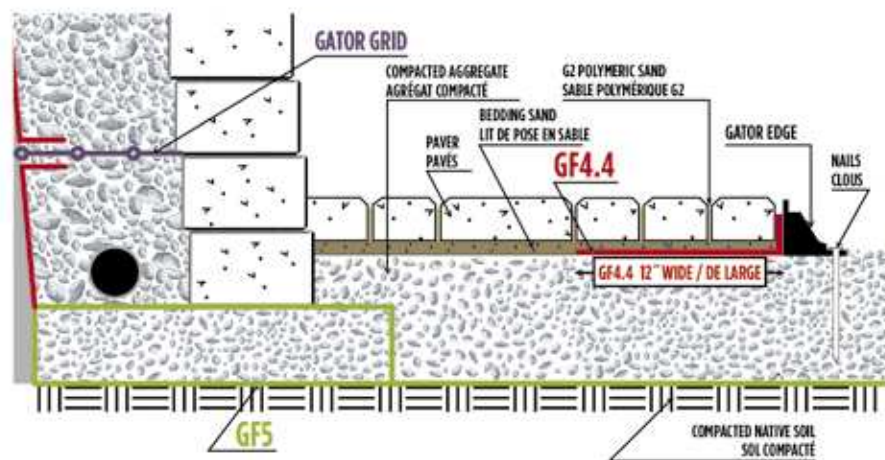 GATOR GRID
COMPACTED AGGREGATE
AGRÉGAT COMPACTÉ
G2 POLYMERIC SAND
SABLE POLYMÉRIQUE G2
BEDDING SAND
LIT DE POSE EN SABLE
GATOR EDGE
PAVER
PAVÉS
GF4.4
NAILS
CLOUS
GF4.4 12" WIDE / DE LARGE
GF5
COMPACTED NATIVE SOIL
SOL COMPACTÉ